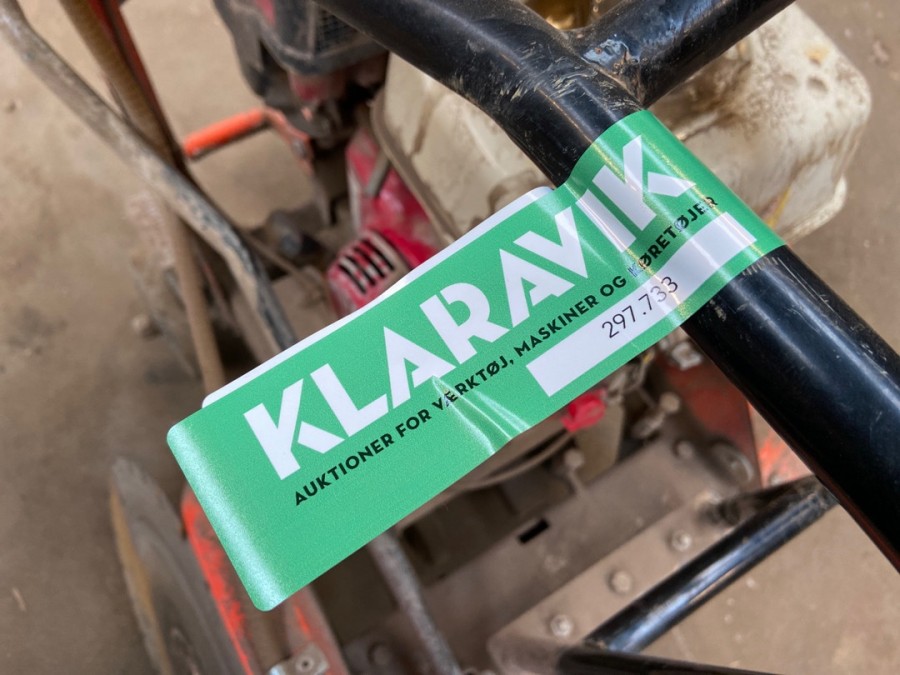 KLARAVIK
AUKTIONER FOR VÆRKTØJ, MASKINER OG KØRETØJER
297.733